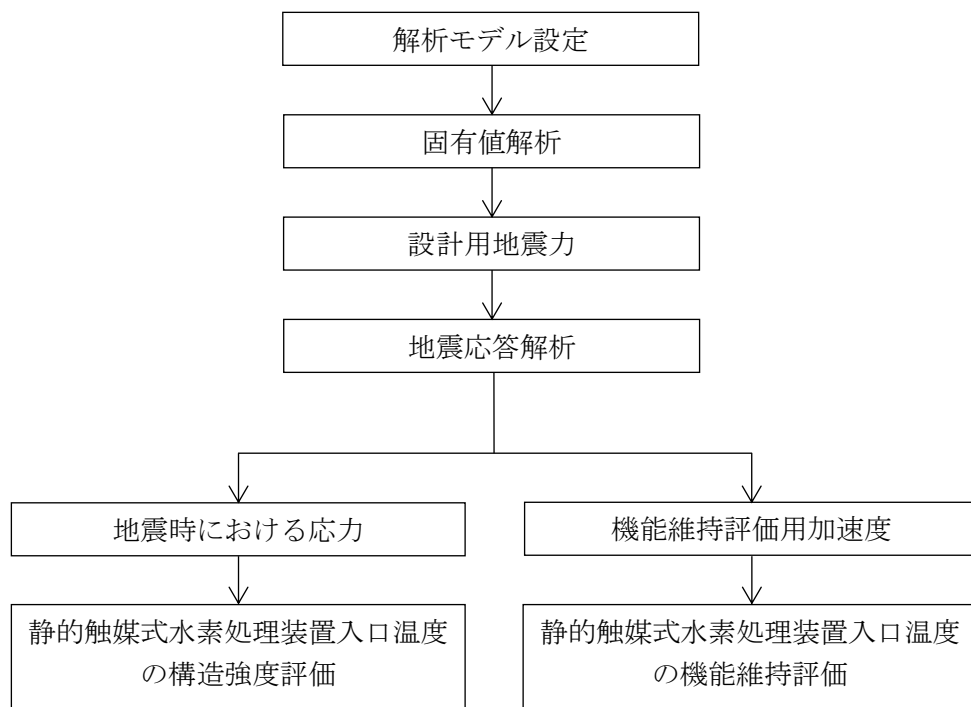 解析モデル設定
固有値解析
設計用地震力
地震応答解析
地震時における応力
機能維持評価用加速度
静的触媒式水素処理装置入口温度
の構造強度評価
静的触媒式水素処理装置入口温度
の機能維持評価